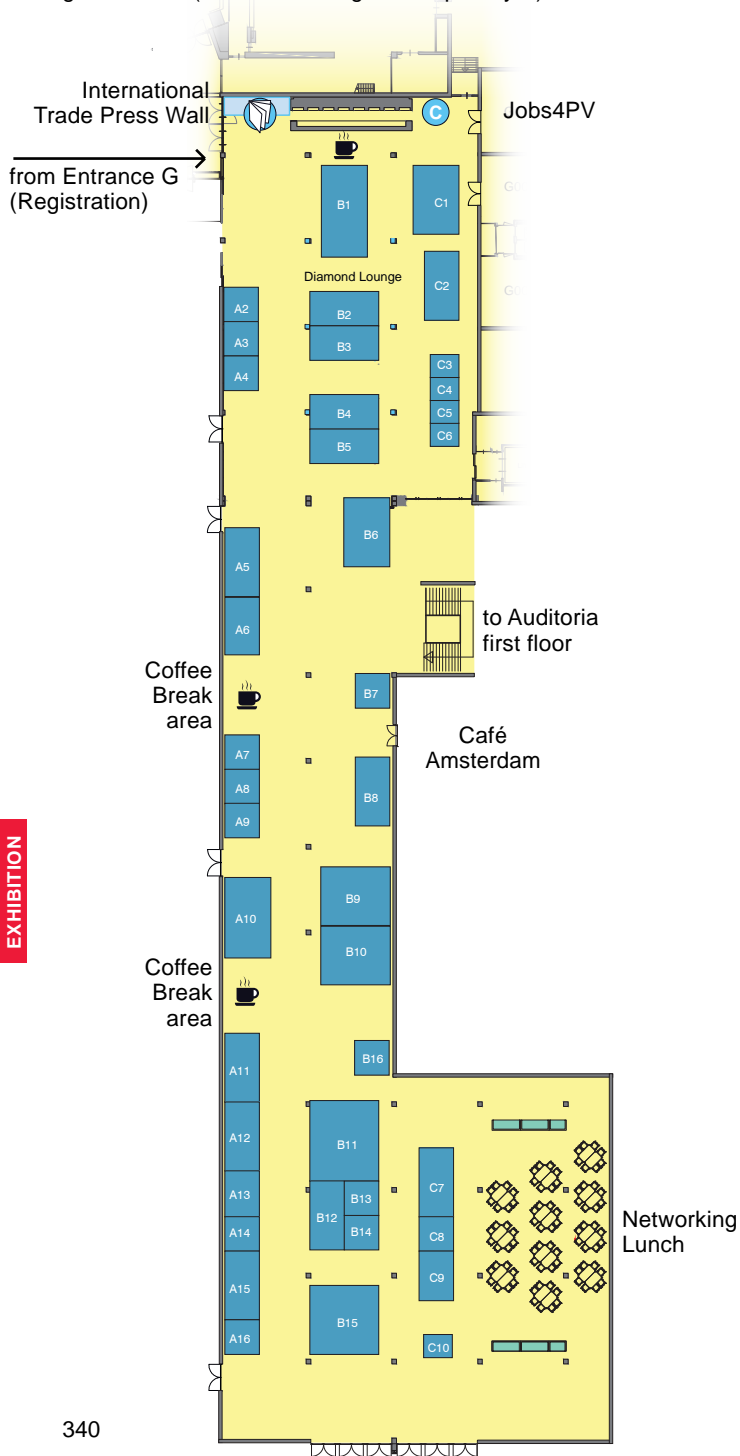 International
Trade Press Wall
C
Jobs4PV
from Entrance G
(Registration)
B1
C1
C2
Diamond Lounge
A2
A3
A4
B2
B3
C3
C4
C5
C6
B4
B5
B6
A5
A6
to Auditoria
first floor
Coffee
Break
area
B7
Café
Amsterdam
A7
A8
A9
B8
EXHIBITION
A10
B9
B10
Coffee
Break
area
A11
B16
A12
A13
A14
A15
A16
B11
B12
B13
B14
B15
C7
C8
C9
C10
Networking
Lunch
340